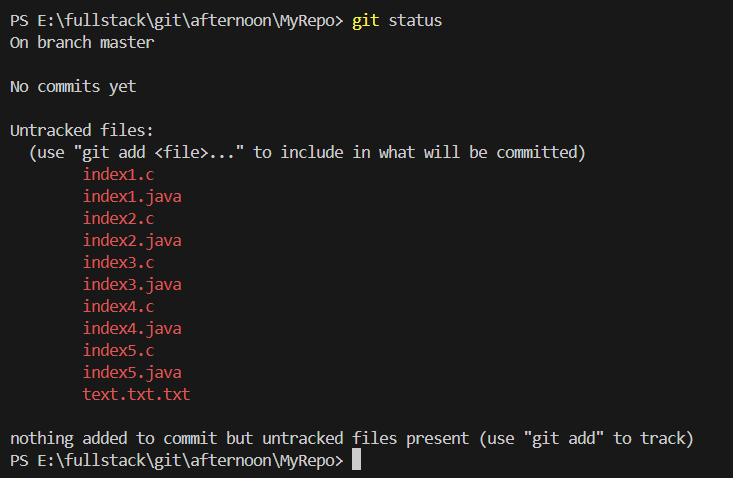 PS E:\fullstack\git\afternoon\MyRepo> git status
On branch master
No commits yet
Untracked files:
(use "git add <file>..." to include in what will be committed)
index1.c
index1.java
index2.c
index2.java
index3.c
index3.java
index4.c
index4.java
index5.c
index5.java
text.txt.txt
nothing added to commit but untracked files present (use "git add" to track)
PS E:\fullstack\git\afternoon\MyRepo>